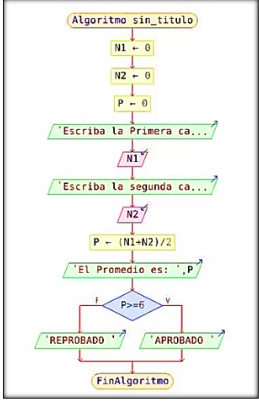 Algoritmo sin_titulo
N1 ← 0
N2 ← 0
P ← 0
'Escriba la Primera ca...
N1
'Escriba la segunda ca...
N2
P ← (N1+N2)/2
'El Promedio es: ',P
F P>=6 V
'REPROBADO ' 'APROBADO '
FinAlgoritmo